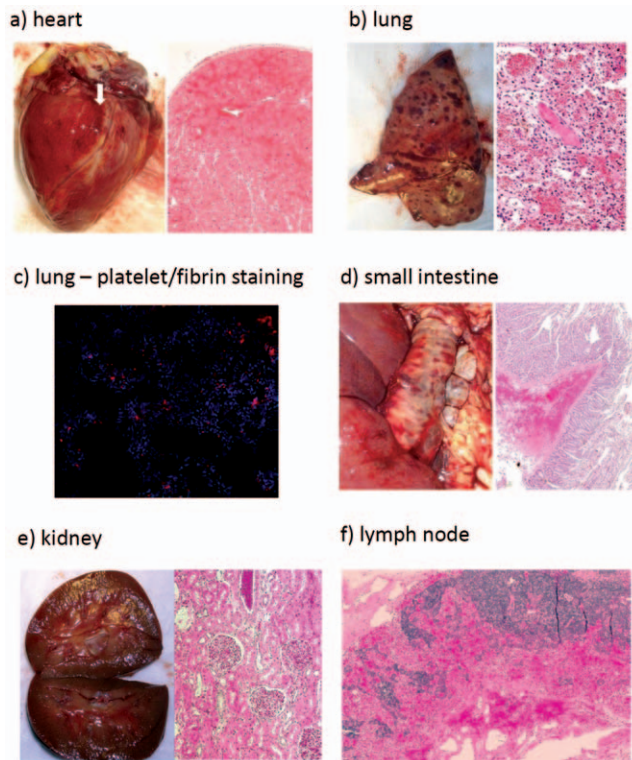 a) heart
b) lung
c) lung – platelet/fibrin staining
d) small intestine
e) kidney
f) lymph node